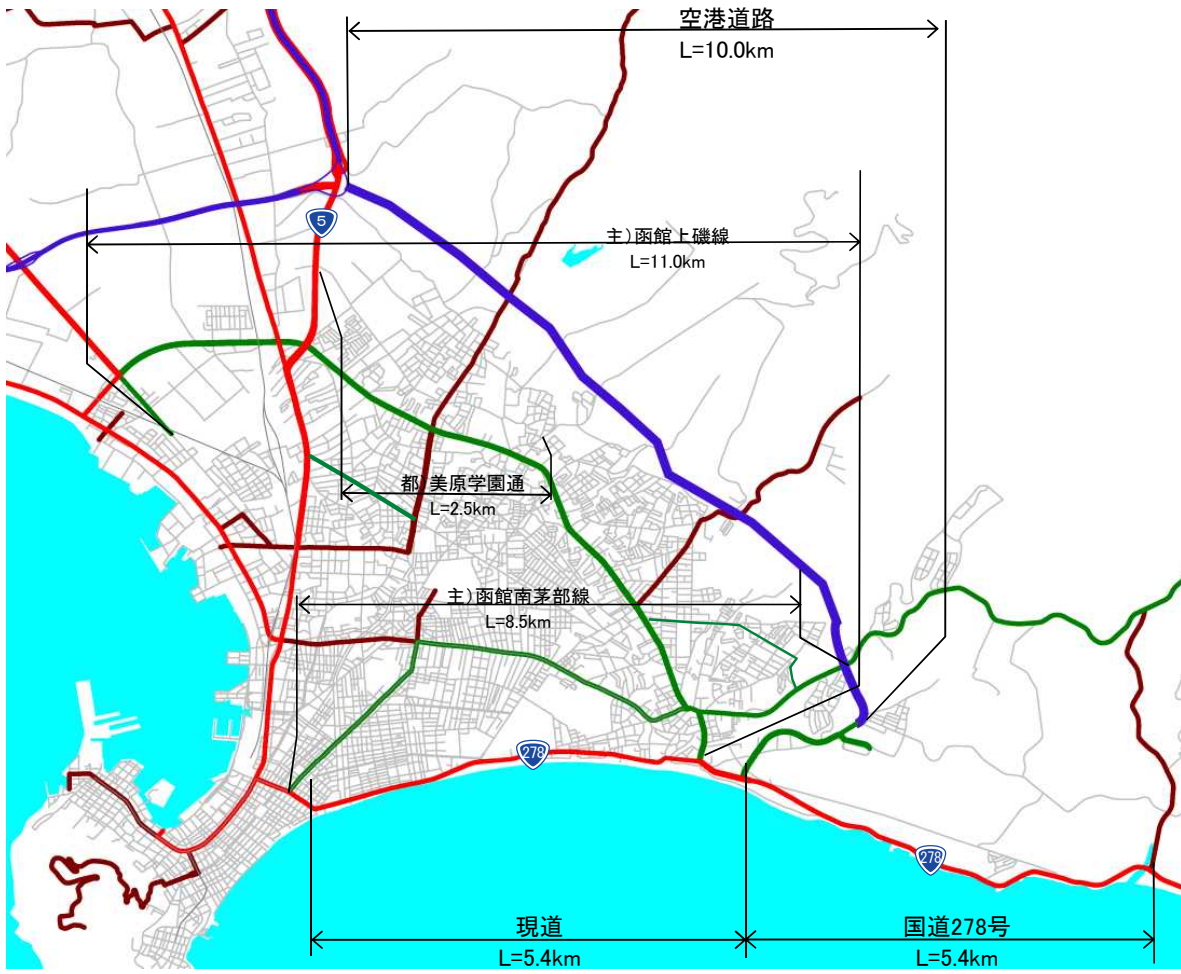 空港道路
L=10.0km
5
主)函館上磯線
L=11.0km
都)美原学園通
L=2.5km
主)函館南茅部線
L=8.5km
278
278
現道
L=5.4km
国道278号
L=5.4km